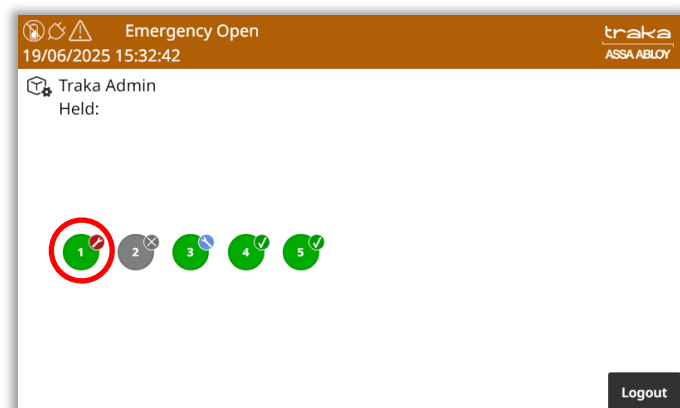 Emergency Open
traka
19/06/2025 15:32:42
ASSA ABLOY
Traka Admin
Held:
1 2 3 4 5
Logout